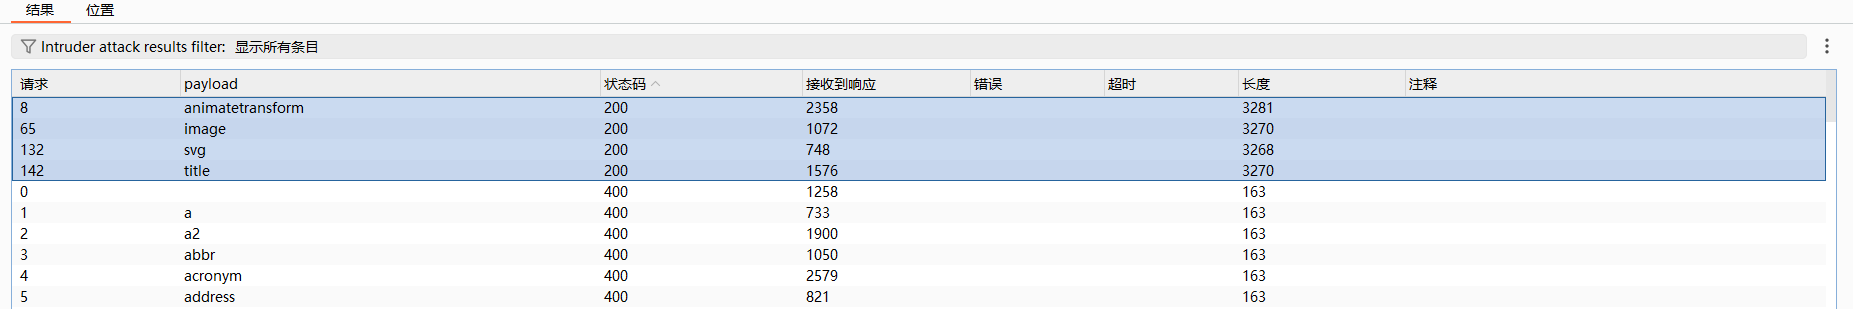 结果 位置
Intruder attack results filter: 显示所有条目
请求 payload 状态码 接收到响应 错误 超时 长度 注释
8 animatetransform 200 2358 3281
65 image 200 1072 3270
132 svg 200 748 3268
142 title 200 1576 3270
0 400 1258 163
1 a 400 733 163
2 a2 400 1900 163
3 abbr 400 1050 163
4 acronym 400 2579 163
5 address 400 821 163